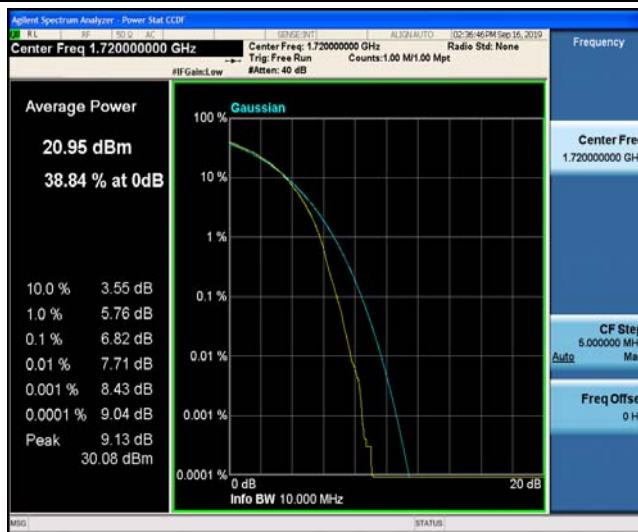 Agilent Spectrum Analyzer - Power Stat CCDF
RL RF 50 Ω AC SENSE:INT ALIGN AUTO 02:36:46 PM Sep 16, 2019
Center Freq 1.720000000 GHz
Center Freq: 1.720000000 GHz
Radio Std: None
Trig: Free Run
Counts:1.00 M/1.00 Mpt
#IFGain:Low
#Atten: 40 dB
Frequency
Average Power
20.95 dBm
38.84 % at 0dB
10.0 % 3.55 dB
1.0 % 5.76 dB
0.1 % 6.82 dB
0.01 % 7.71 dB
0.001 % 8.43 dB
0.0001 % 9.04 dB
Peak 9.13 dB
30.08 dBm
Gaussian
100 %
10 %
1 %
0.1 %
0.01 %
0.001 %
0.0001 %
0 dB
20 dB
Info BW 10.000 MHz
Center Fre
1.720000000 GH
CF Ste
5.000000 MH
Auto Ma
Freq Offse
0 H
MSG
STATUS